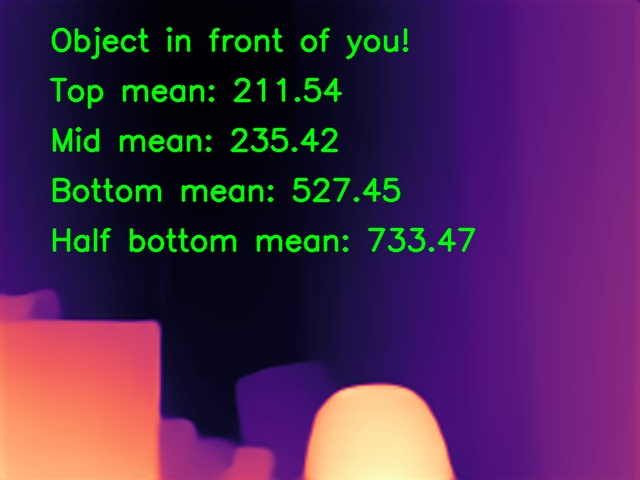 Object in front of you!
Top mean: 211.54
Mid mean: 235.42
Bottom mean: 527.45
Half bottom mean: 733.47